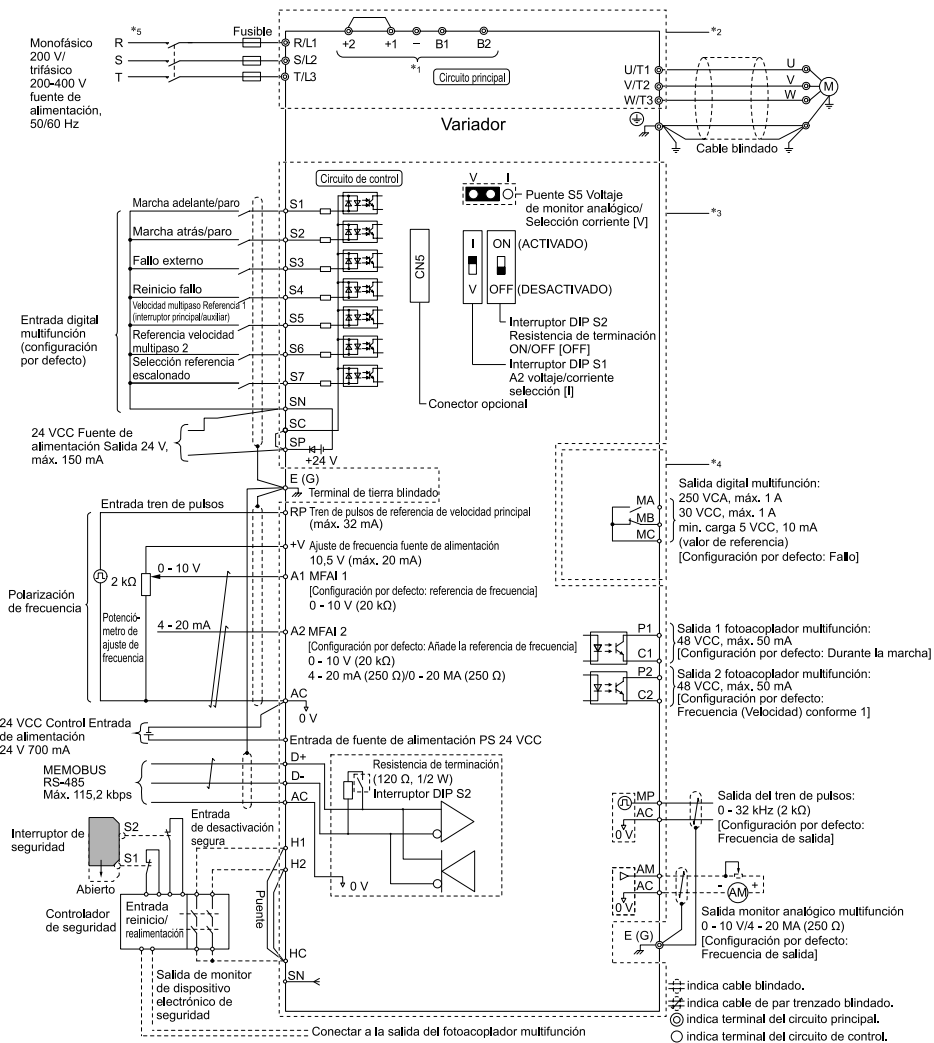 *5
Monofásico
200 V/
trifásico
200-400 V
fuente de
alimentación,
50/60 Hz
R
S
T
Fusible
R/L1
S/L2
T/L3
+2
+1
−
B1
B2
*1
Circuito principal
*2
U/T1
V/T2
W/T3
U
V
W
M
Cable blindado
Variador
Circuito de control
*3
V I
Puente S5 Voltaje
de monitor analógico/
Selección corriente [V]
I
V
ON (ACTIVADO)
OFF (DESACTIVADO)
Interruptor DIP S2
Resistencia de terminación
ON/OFF [OFF]
Interruptor DIP S1
A2 voltaje/corriente
selección [I]
CN5
Conector opcional
Entrada digital
multifunción
(configuración
por defecto)
Marcha adelante/paro
S1
Marcha atrás/paro
S2
Fallo externo
S3
Reinicio fallo
S4
Velocidad multipaso Referencia 1
(interruptor principal/auxiliar)
S5
Referencia velocidad
multipaso 2
S6
Selección referencia
escalonado
S7
SN
SC
SP
+24 V
24 VCC Fuente de
alimentación Salida 24 V,
máx. 150 mA
E (G)
Terminal de tierra blindado
Entrada tren de pulsos
RP Tren de pulsos de referencia de velocidad principal
(máx. 32 mA)
+V Ajuste de frecuencia fuente de alimentación
10,5 V (máx. 20 mA)
Polarización
de frecuencia
2 kΩ
0 - 10 V
A1 MFAI 1
[Configuración por defecto: referencia de frecuencia]
0 - 10 V (20 kΩ)
Potenció-
metro de
ajuste de
frecuencia
4 - 20 mA
A2 MFAI 2
[Configuración por defecto: Añade la referencia de frecuencia]
0 - 10 V (20 kΩ)
4 - 20 mA (250 Ω)/0 - 20 MA (250 Ω)
AC
0 V
24 VCC Control Entrada
de alimentación
24 V 700 mA
Entrada de fuente de alimentación PS 24 VCC
*4
MA
MB
MC
Salida digital multifunción:
250 VCA, máx. 1 A
30 VCC, máx. 1 A
min. carga 5 VCC, 10 mA
(valor de referencia)
[Configuración por defecto: Fallo]
P1
C1
Salida 1 fotoacoplador multifunción:
48 VCC, máx. 50 mA
[Configuración por defecto: Durante la marcha]
P2
C2
Salida 2 fotoacoplador multifunción:
48 VCC, máx. 50 mA
[Configuración por defecto:
Frecuencia (Velocidad) conforme 1]
MEMOBUS
RS-485
Máx. 115,2 kbps
D+
D-
AC
Resistencia de terminación
(120 Ω, 1/2 W)
Interruptor DIP S2
0 V
Interruptor de
seguridad
S2
S1
Abierto
Entrada
de desactivación
segura
H1
H2
Puente
HC
SN
Controlador
de seguridad
Entrada
reinicio/
realimentación
Salida de monitor
de dispositivo
electrónico de
seguridad
Conectar a la salida del fotoacoplador multifunción
MP
AC
0 V
Salida del tren de pulsos:
0 - 32 kHz (2 kΩ)
[Configuración por defecto:
Frecuencia de salida]
AM
AC
0 V
- AM +
Salida monitor analógico multifunción
0 - 10 V/4 - 20 MA (250 Ω)
[Configuración por defecto:
Frecuencia de salida]
E (G)
indica cable blindado.
indica cable de par trenzado blindado.
indica terminal del circuito principal.
indica terminal del circuito de control.